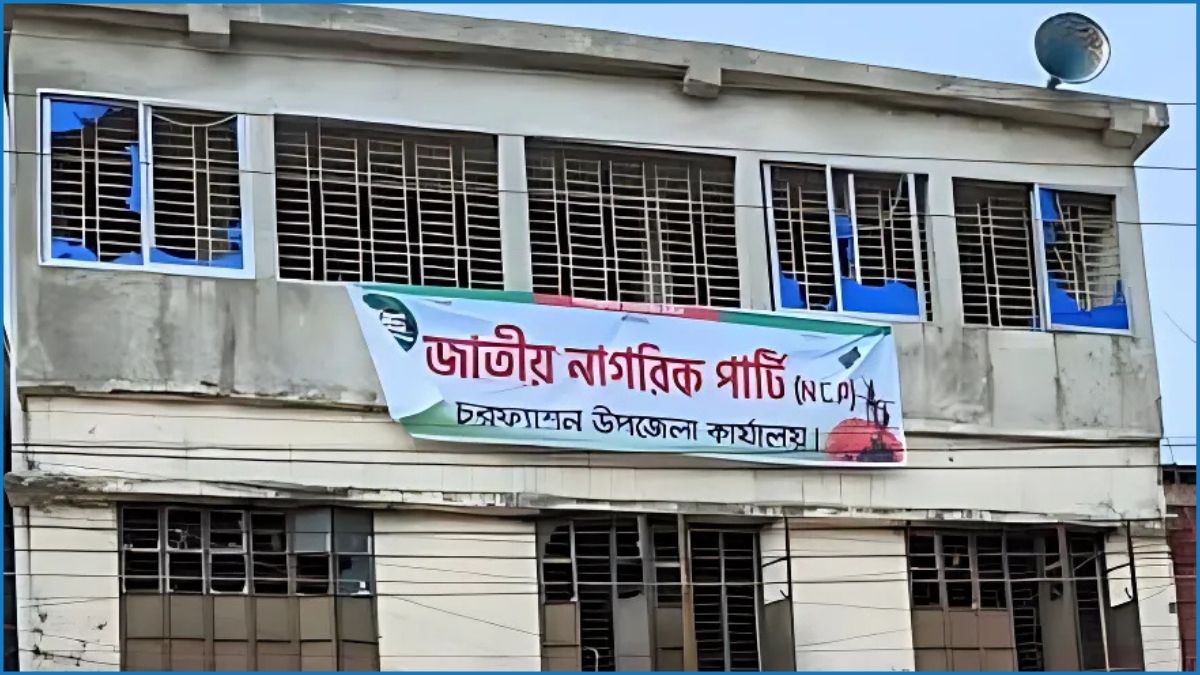 জাতীয় নাগরিক পার্টি (NCP)
চরফ্যাশন উপজেলা কার্যালয়।